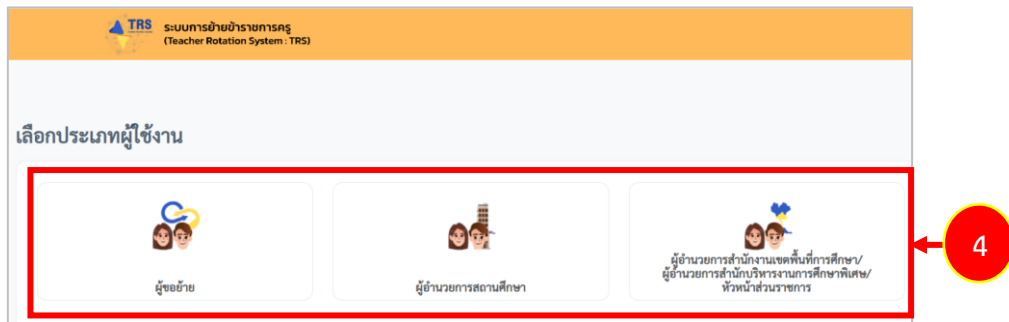 TRS
ระบบการย้ายข้าราชการครู
(Teacher Rotation System : TRS)
เลือกประเภทผู้ใช้งาน
ผู้ขอย้าย
ผู้อำนวยการสถานศึกษา
ผู้อำนวยการสำนักงานเขตพื้นที่การศึกษา/
ผู้อำนวยการสำนักบริหารงานการศึกษาพิเศษ/
หัวหน้าส่วนราชการ
4